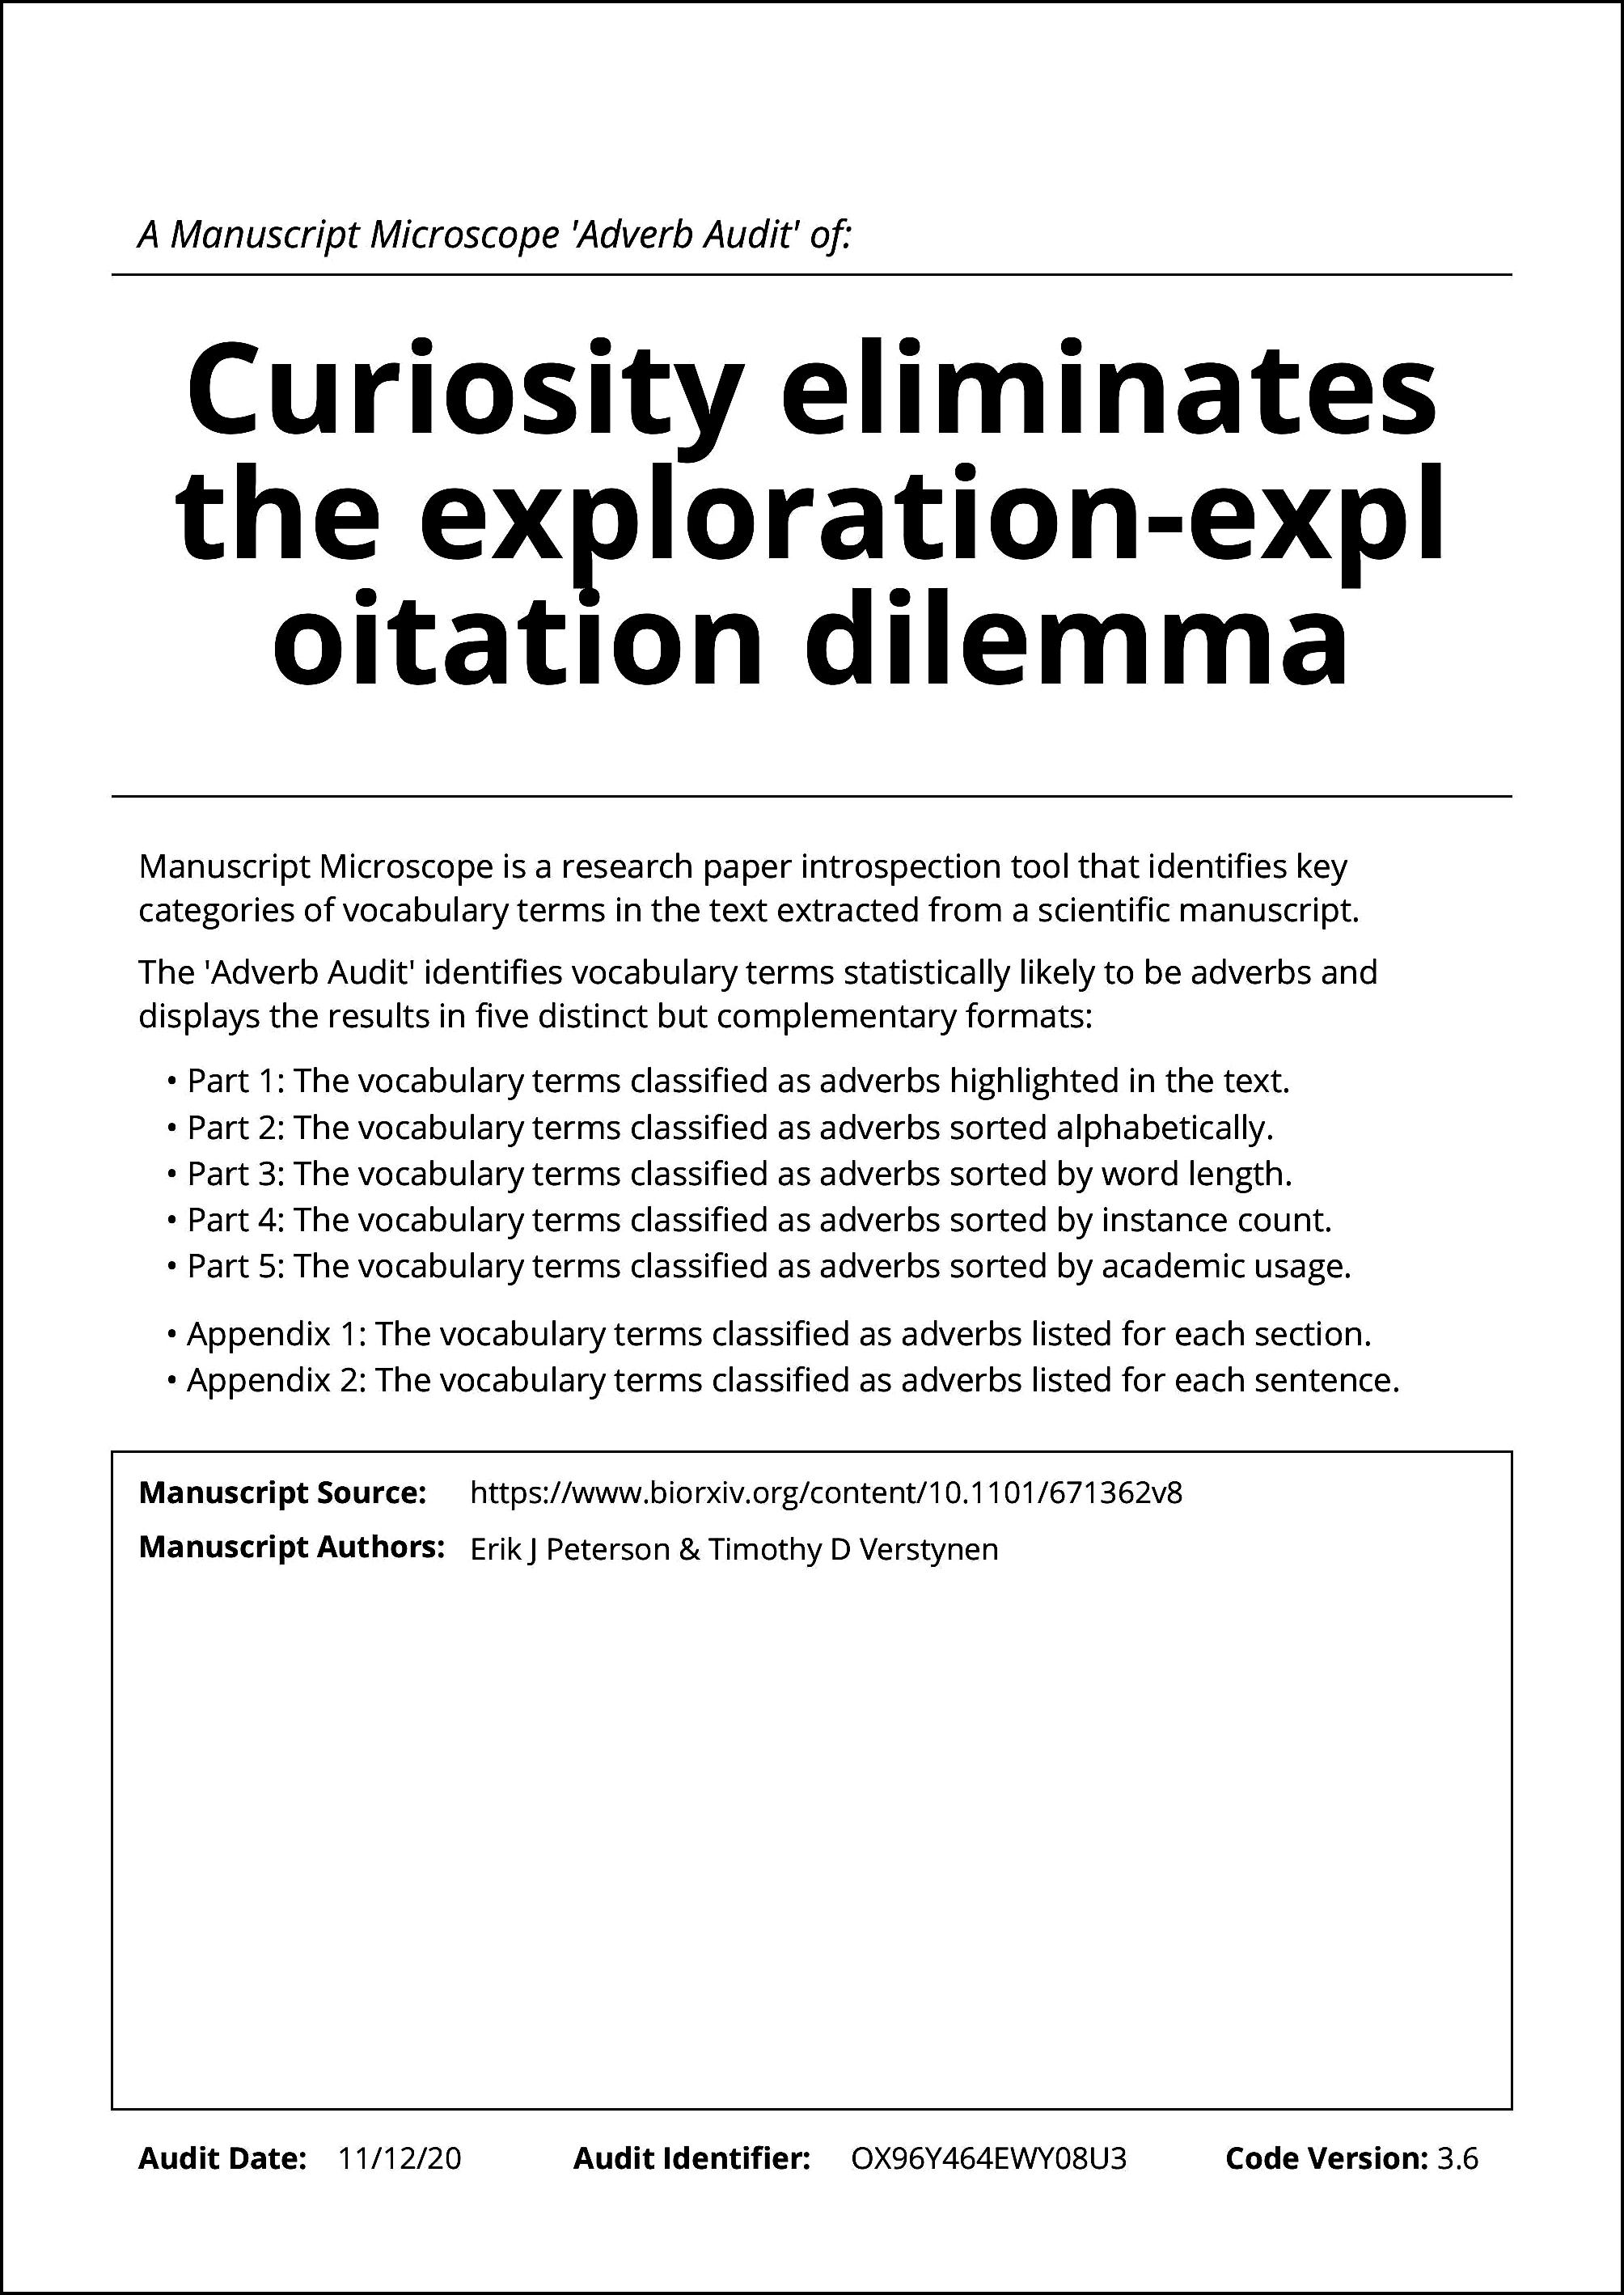 A Manuscript Microscope 'Adverb Audit' of:
Curiosity eliminates
the exploration-expl
oitation dilemma
Manuscript Microscope is a research paper introspection tool that identifies key
categories of vocabulary terms in the text extracted from a scientific manuscript.
The 'Adverb Audit' identifies vocabulary terms statistically likely to be adverbs and
displays the results in five distinct but complementary formats:
• Part 1: The vocabulary terms classified as adverbs highlighted in the text.
• Part 2: The vocabulary terms classified as adverbs sorted alphabetically.
• Part 3: The vocabulary terms classified as adverbs sorted by word length.
• Part 4: The vocabulary terms classified as adverbs sorted by instance count.
• Part 5: The vocabulary terms classified as adverbs sorted by academic usage.
• Appendix 1: The vocabulary terms classified as adverbs listed for each section.
• Appendix 2: The vocabulary terms classified as adverbs listed for each sentence.
Manuscript Source: https://www.biorxiv.org/content/10.1101/671362v8
Manuscript Authors: Erik J Peterson & Timothy D Verstynen
Audit Date: 11/12/20 Audit Identifier: OX96Y464EWY08U3 Code Version: 3.6